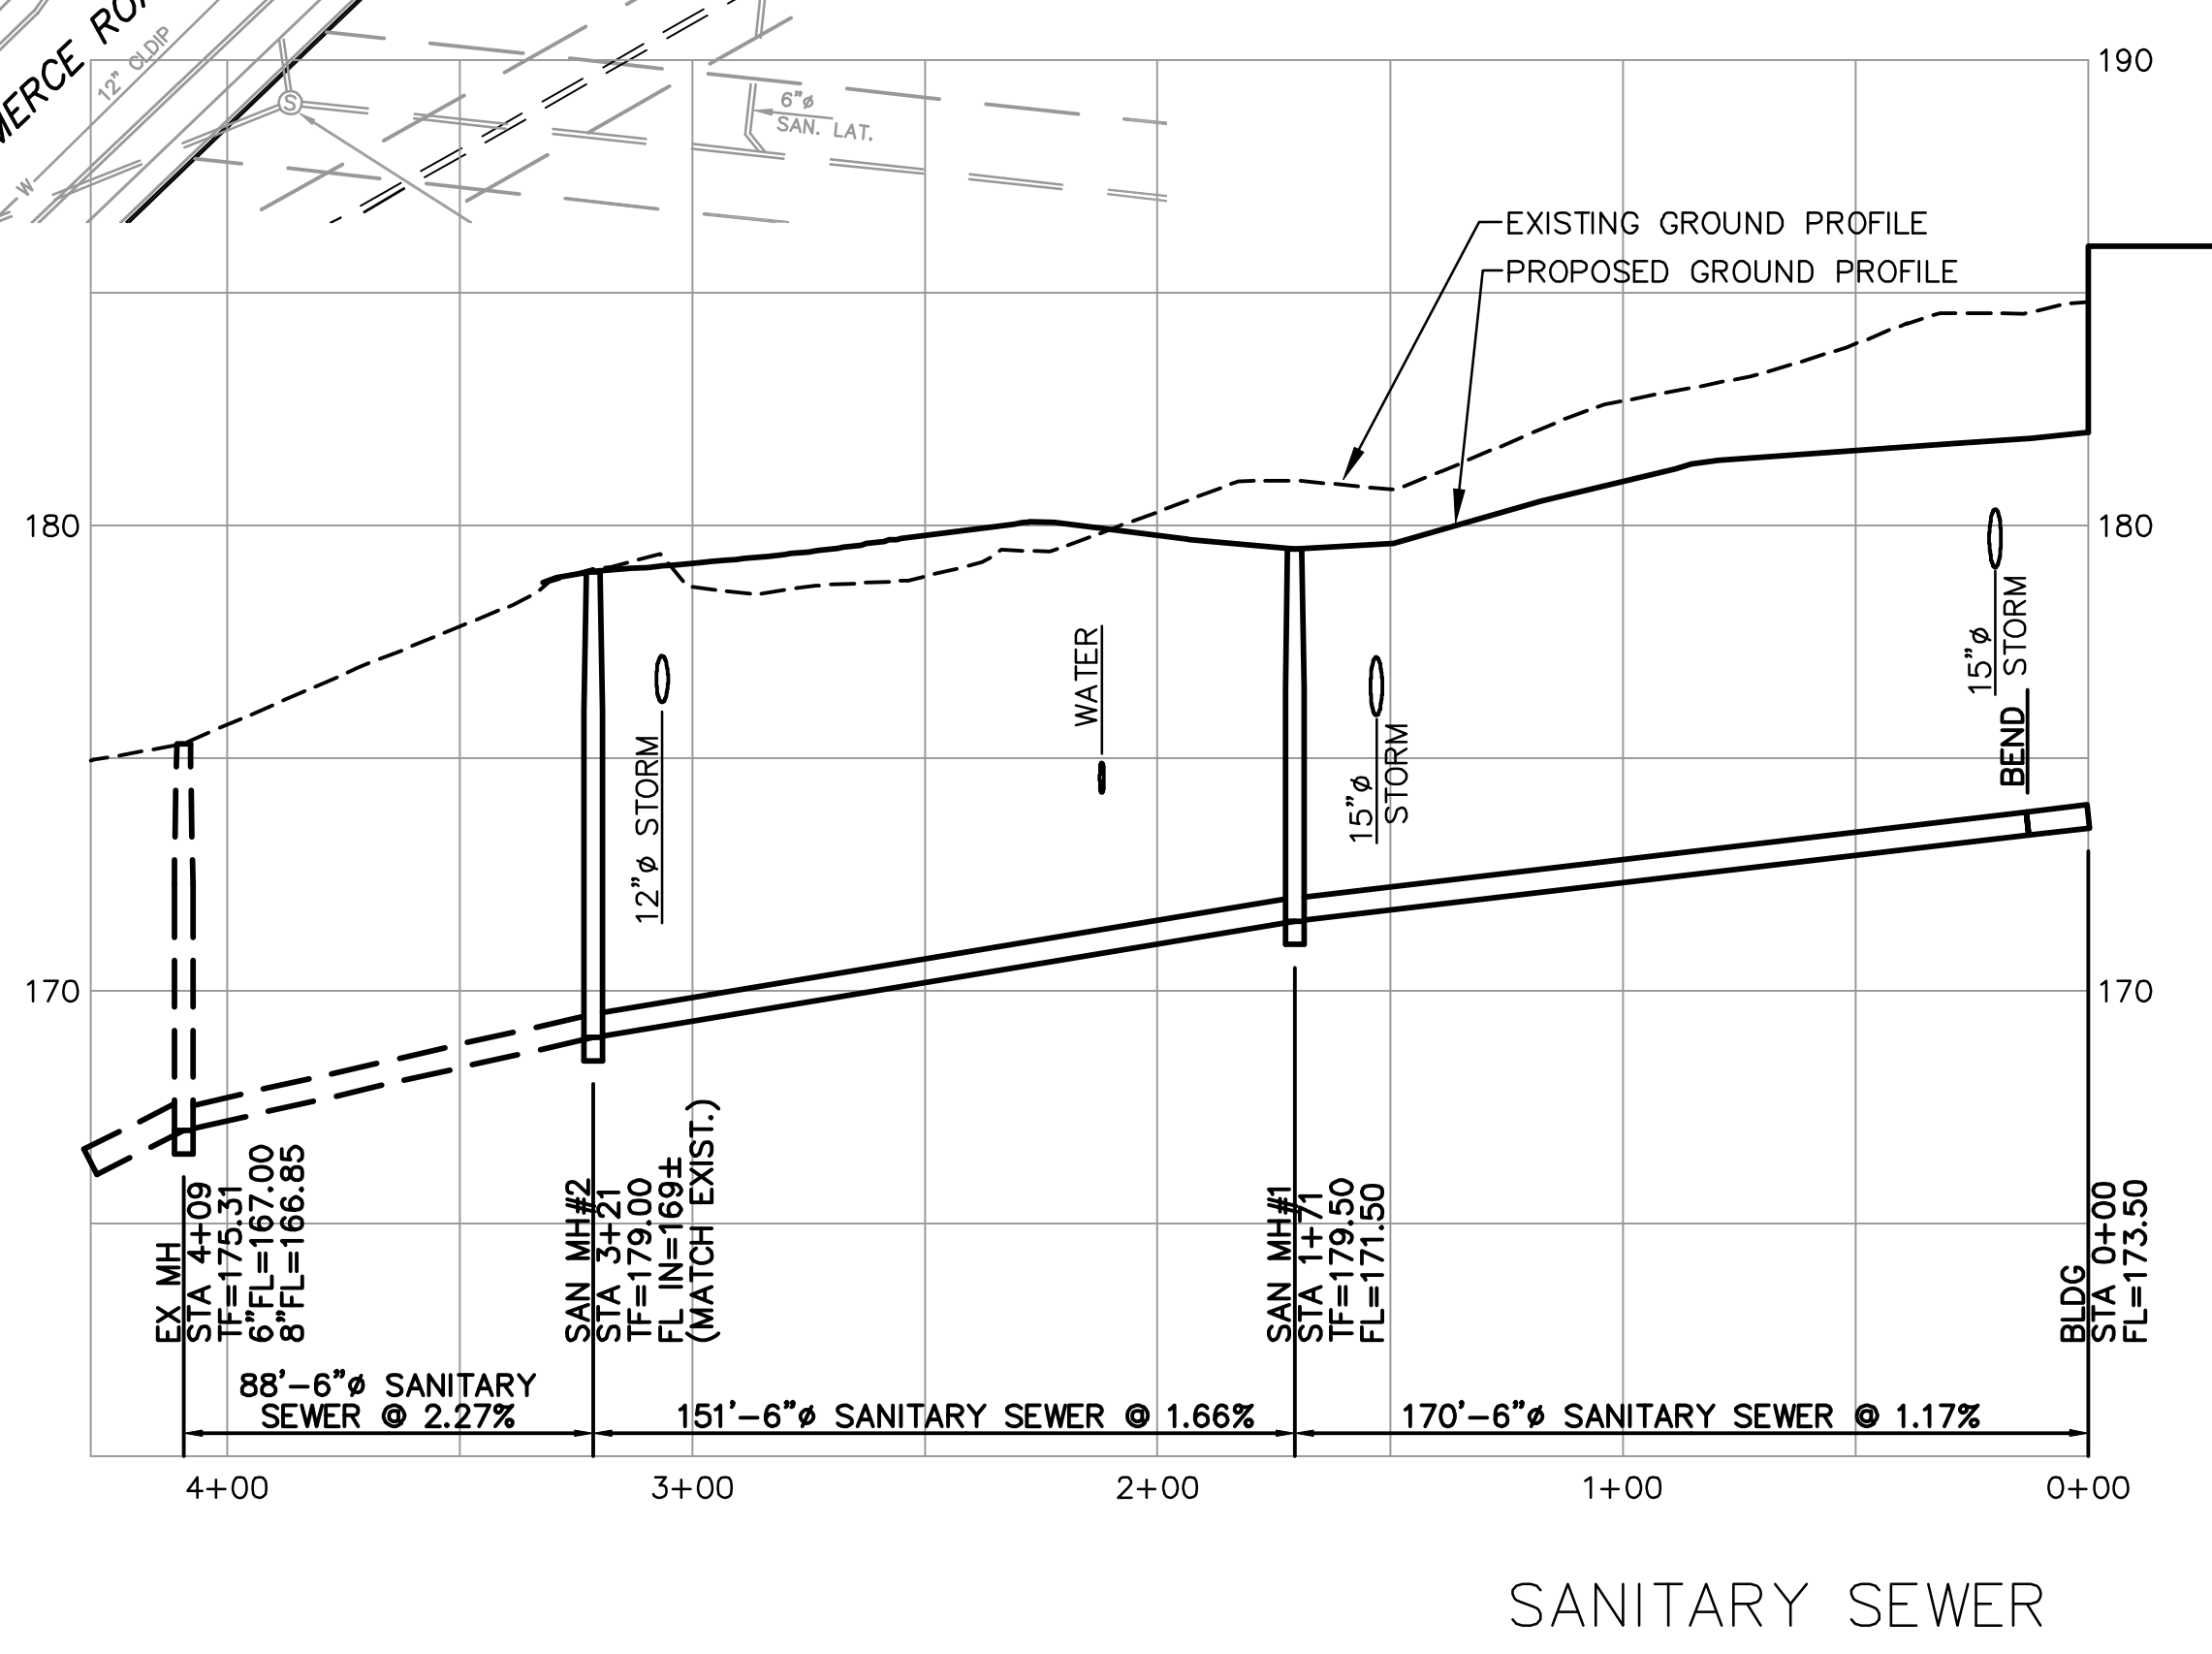 12" CLDIP
W
S
6"ø
SAN. LAT.
190
EXISTING GROUND PROFILE
PROPOSED GROUND PROFILE
180
180
170
170
12"ø STORM
WATER
15"ø
STORM
15"ø
STORM
BEND
EX MH
STA 4+09
TF=175.31
6"FL=167.00
8"FL=166.85
SAN MH#2
STA 3+21
TF=179.00
FL IN=169±
(MATCH EXIST.)
SAN MH#1
STA 1+71
TF=179.50
FL=171.50
BLDG
STA 0+00
FL=173.50
88'-6"ø SANITARY
SEWER @ 2.27%
151'-6"ø SANITARY SEWER @ 1.66%
170'-6"ø SANITARY SEWER @ 1.17%
4+00
3+00
2+00
1+00
0+00
SANITARY SEWER